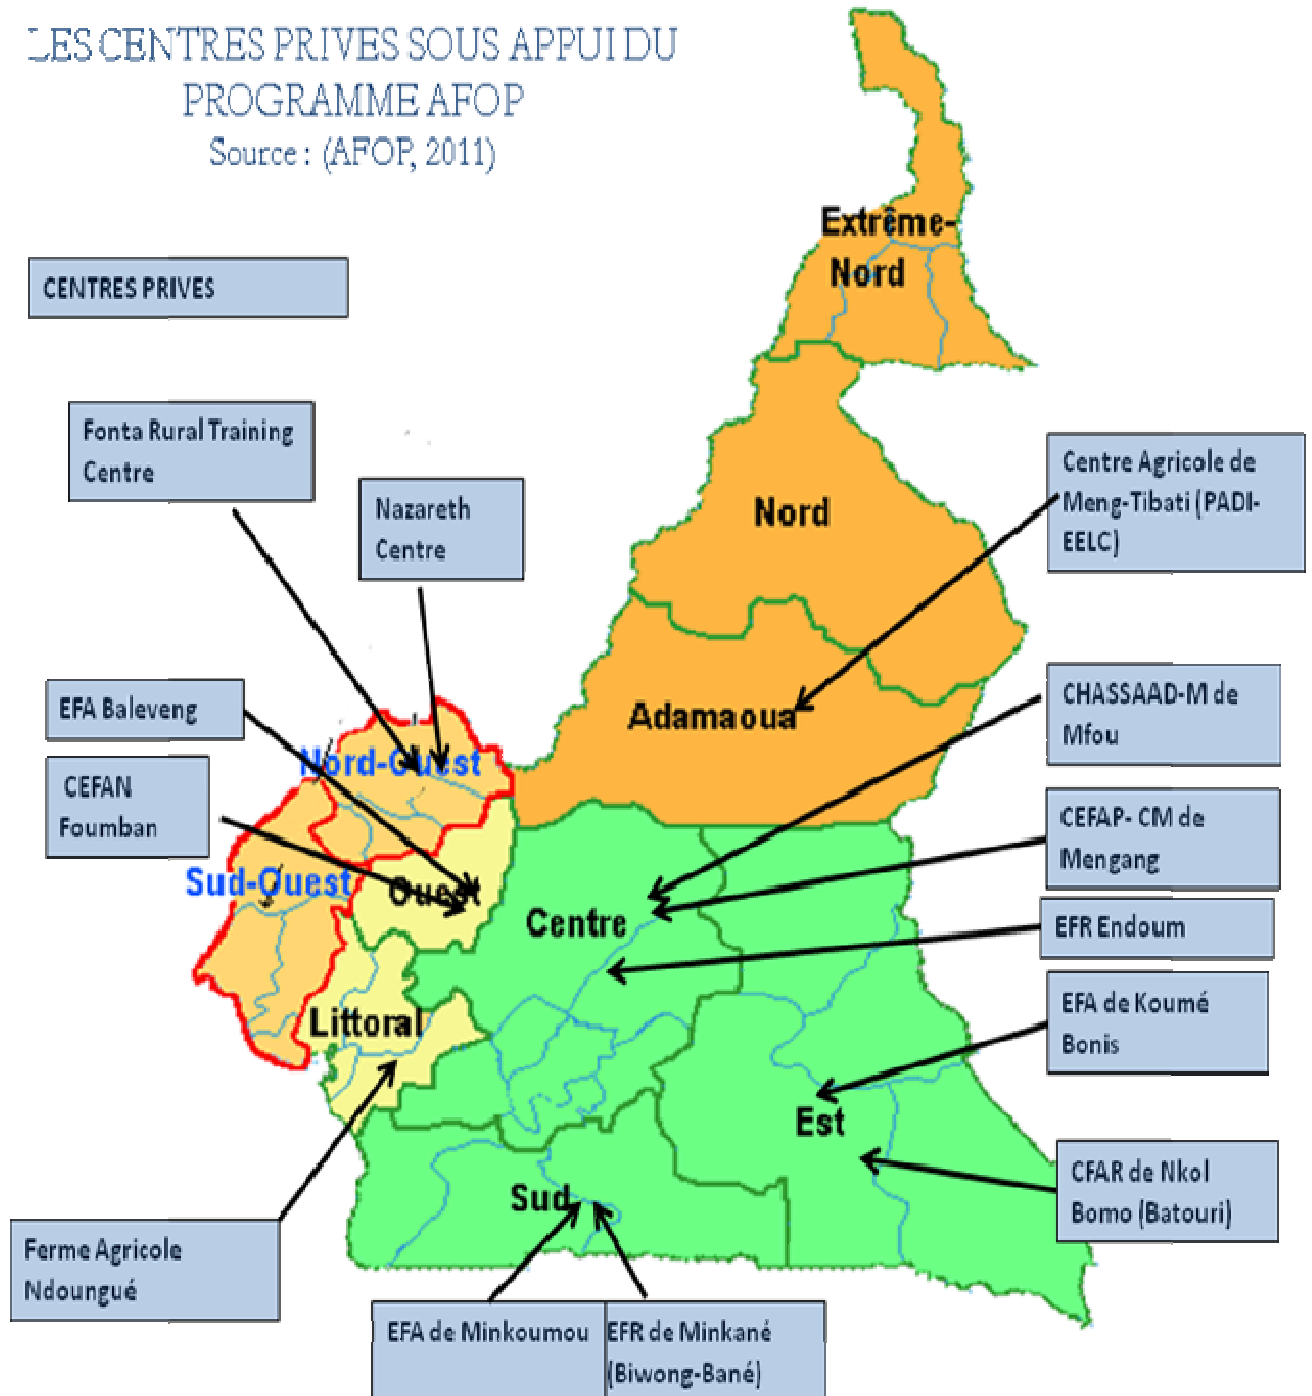 LES CENTRES PRIVES SOUS APPUI DU
PROGRAMME AFOP
Source : (AFOP, 2011)
CENTRES PRIVES
Extrême-
Nord
Fonta Rural Training
Centre
Nazareth
Centre
Nord
Centre Agricole de
Meng-Tibati (PADI-
EELC)
EFA Baleveng
CEFAN
Foumban
Nord-Ouest
Adamaoua
CHASSAAD-M de
Mfou
CEFAP- CM de
Mengang
Sud-Ouest
Ouest
Centre
EFR Endoum
EFA de Koumé
Bonis
Littoral
Est
CFAR de Nkol
Bomo (Batouri)
Sud
Ferme Agricole
Ndoungué
EFA de Minkoumou
EFR de Minkané
(Biwong-Bané)